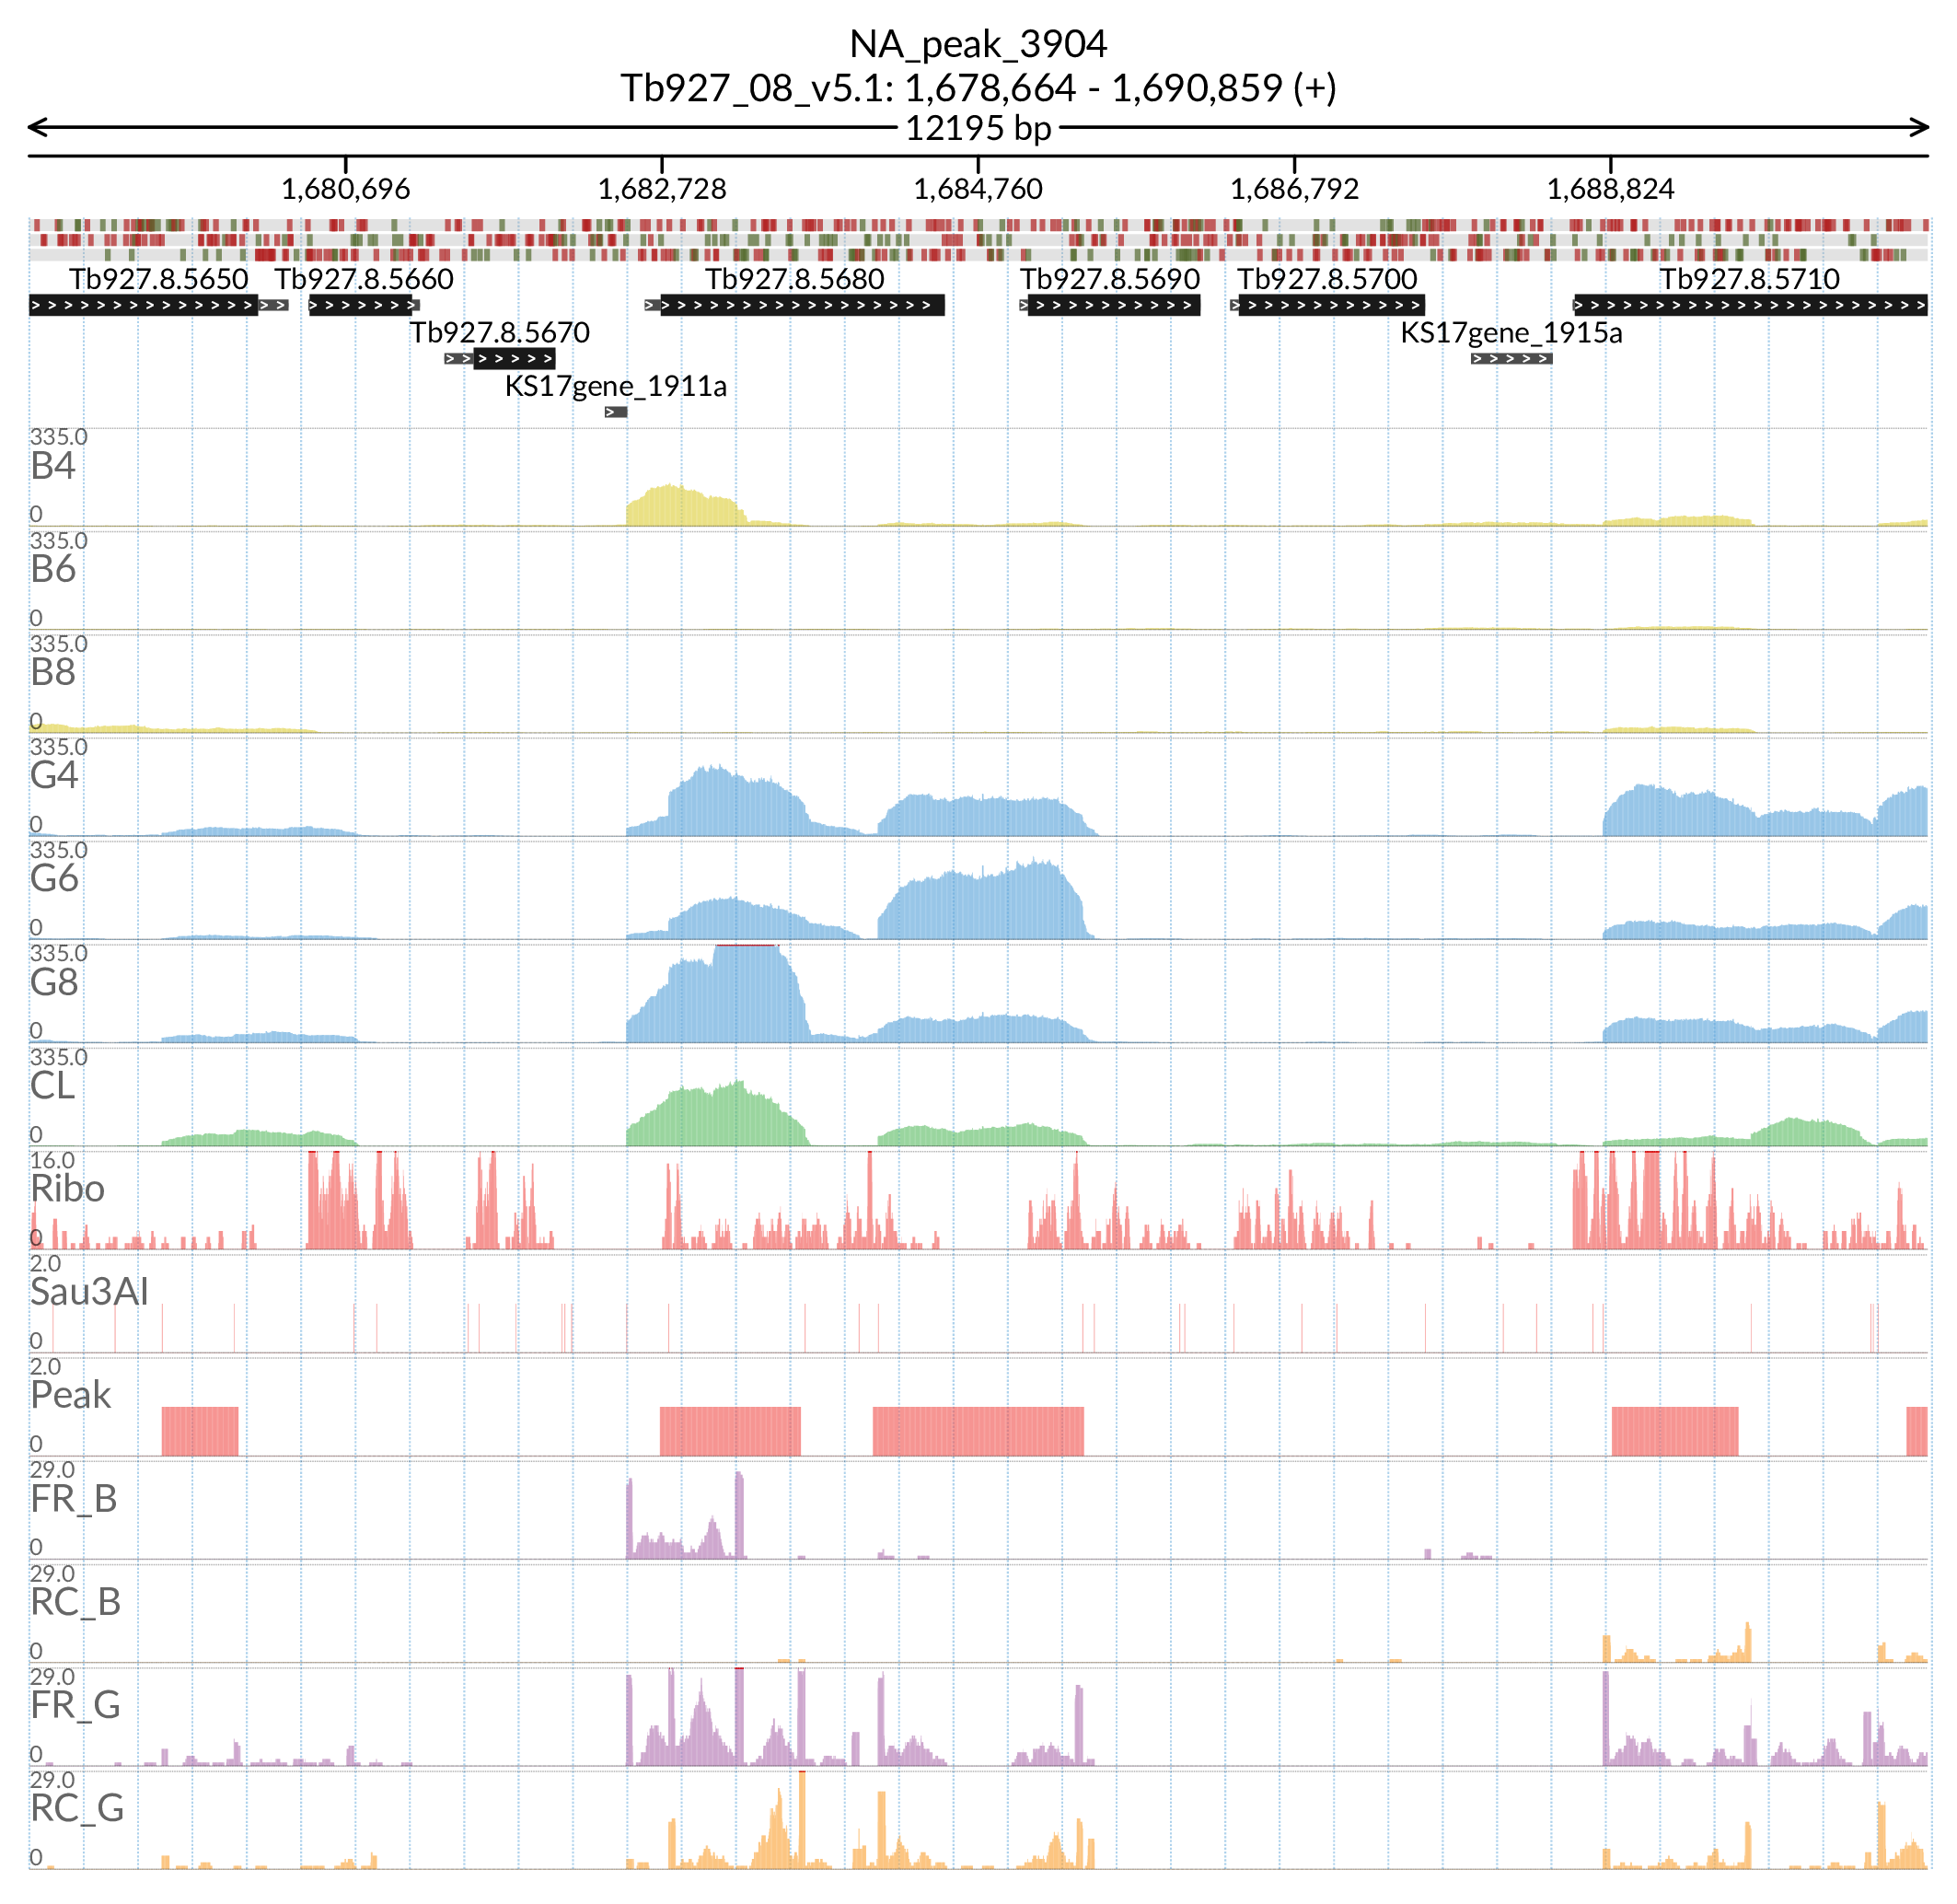 NA_peak_3904
Tb927_08_v5.1: 1,678,664 - 1,690,859 (+)
12195 bp
1,680,696 1,682,728 1,684,760 1,686,792 1,688,824
Tb927.8.5650 Tb927.8.5660 Tb927.8.5680 Tb927.8.5690 Tb927.8.5700 Tb927.8.5710
Tb927.8.5670 KS17gene_1915a
KS17gene_1911a
335.0
B4
0
335.0
B6
0
335.0
B8
0
335.0
G4
0
335.0
G6
0
335.0
G8
0
335.0
CL
0
16.0
Ribo
0
2.0
Sau3AI
0
2.0
Peak
0
29.0
FR_B
0
29.0
RC_B
0
29.0
FR_G
0
29.0
RC_G
0